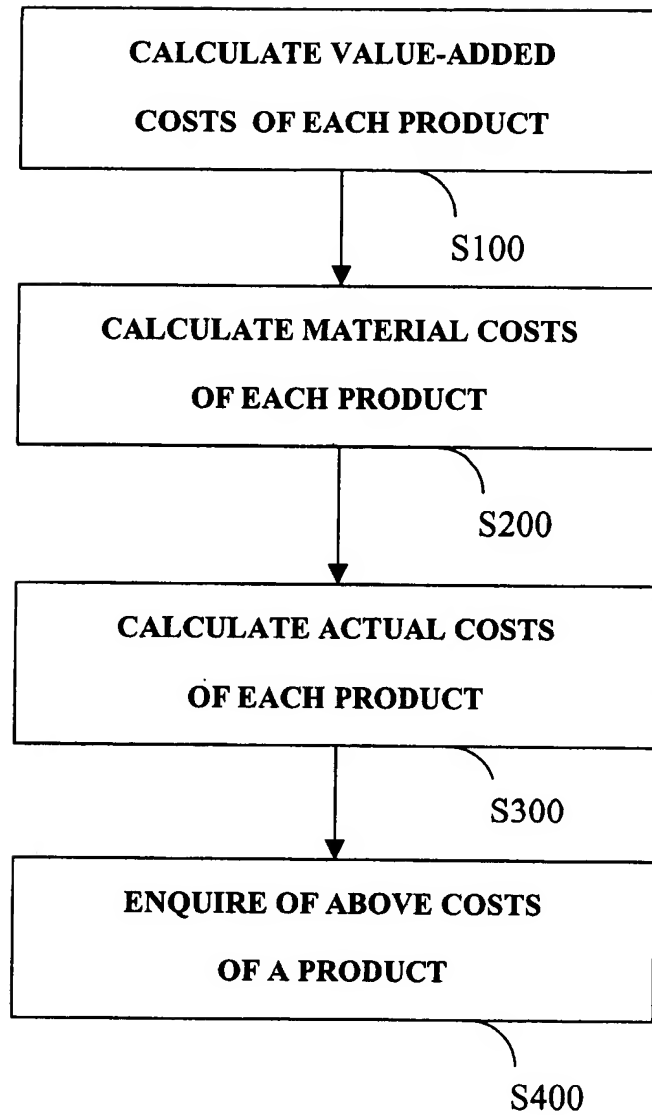 CALCULATE VALUE-ADDED
COSTS OF EACH PRODUCT
S100
CALCULATE MATERIAL COSTS
OF EACH PRODUCT
S200
CALCULATE ACTUAL COSTS
OF EACH PRODUCT
S300
ENQUIRE OF ABOVE COSTS
OF A PRODUCT
S400